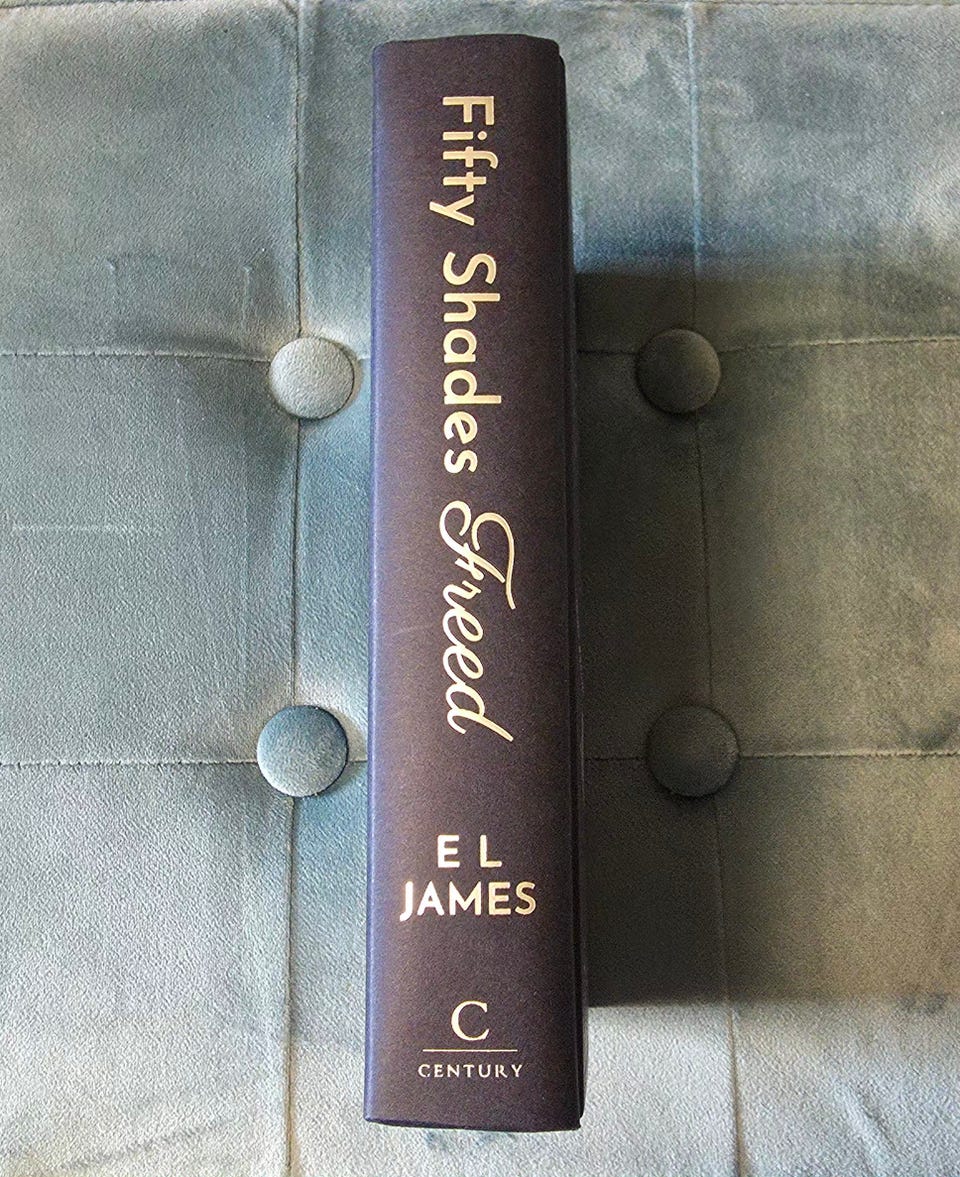 Fifty Shades Freed
E L
JAMES
C
CENTURY